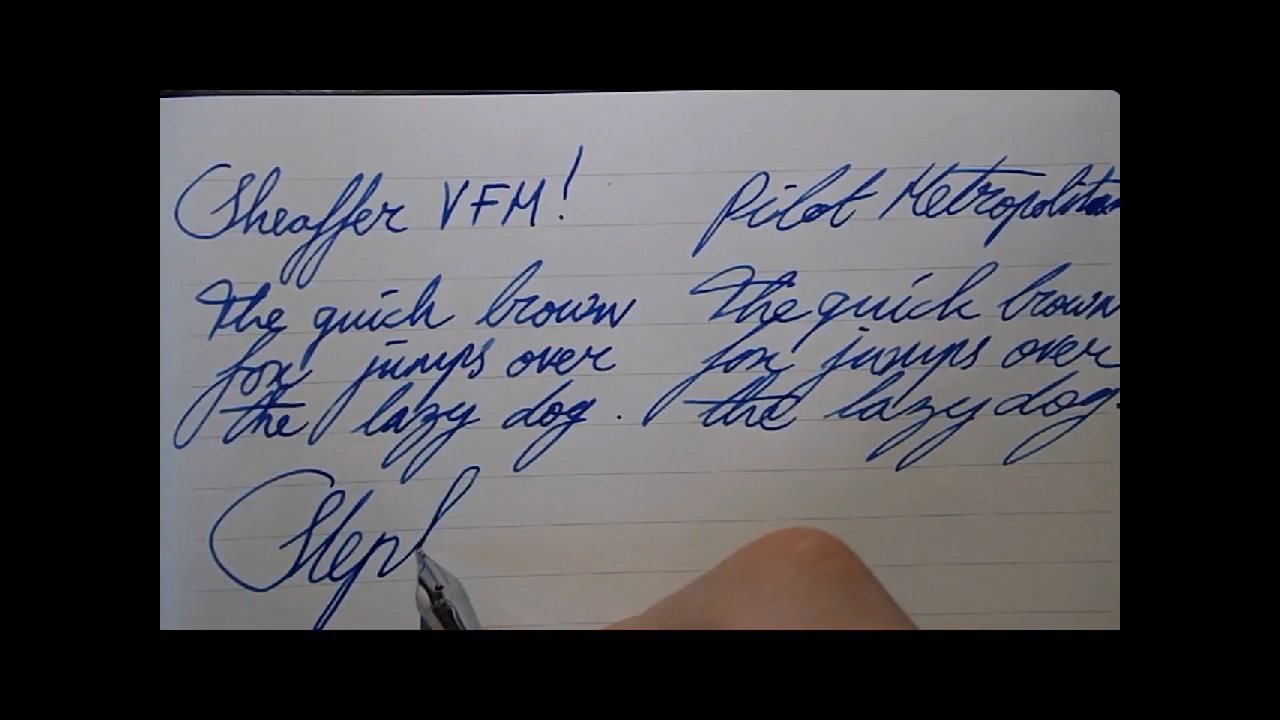 Sheaffer VFM!
The quick brown
fox jumps over
the lazy dog.
Pilot Metropolitan
The quick brown
fox jumps over
the lazy dog.